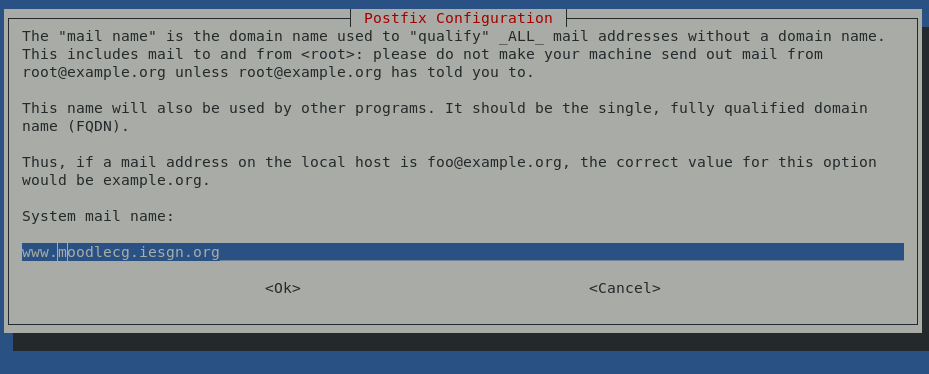 Postfix Configuration
The "mail name" is the domain name used to "qualify" _ALL_ mail addresses without a domain name.
This includes mail to and from <root>: please do not make your machine send out mail from
root@example.org unless root@example.org has told you to.
This name will also be used by other programs. It should be the single, fully qualified domain
name (FQDN).
Thus, if a mail address on the local host is foo@example.org, the correct value for this option
would be example.org.
System mail name:
www.moodlecg.iesgn.org
<Ok> <Cancel>